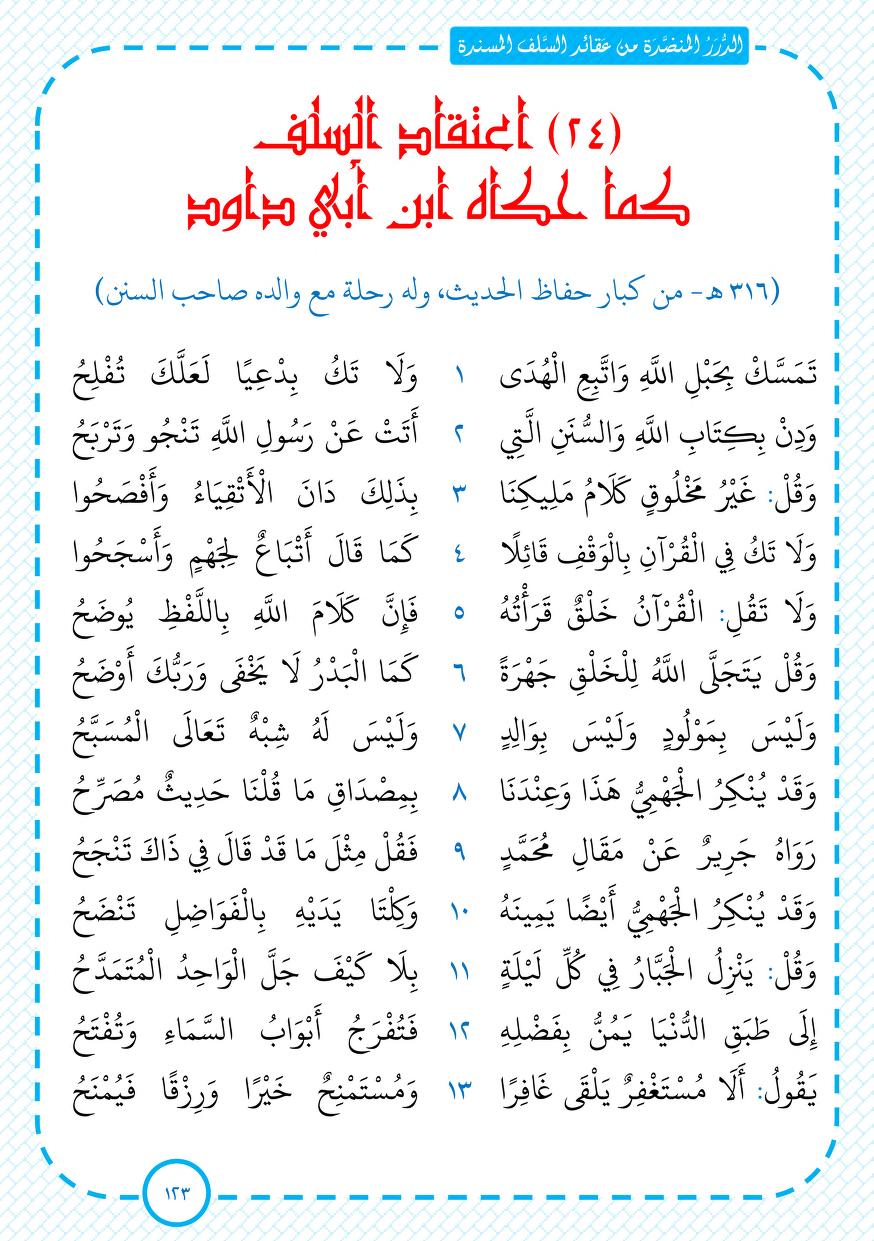 الدُّرَرُ المنضَّدَة من عَقائد السَّلف المسندة
(٢٤) اعتقاد السلف
كما حكاه ابن أبي داود
(٣١٦ هـ- من كبار حفاظ الحديث، وله رحلة مع والده صاحب السنن)
تَمَسَّكْ بِحَبْلِ اللَّهِ وَاتَّبِعِ الْهُدَى ١ وَلَا تَكُ بِدْعِيًا لَعَلَّكَ تُفْلِحُ
وَدِنْ بِكِتَابِ اللَّهِ وَالسُّنَنِ الَّتِي ٢ أَتَتْ عَنْ رَسُولِ اللَّهِ تَنْجُو وَتَرْبَحُ
وَقُلْ: غَيْرُ مَخْلُوقٍ كَلَامُ مَلِيكِنَا ٣ بِذَلِكَ دَانَ الْأَتْقِيَاءُ وَأَفْصَحُوا
وَلَا تَكُ فِي الْقُرْآنِ بِالْوَقْفِ قَائِلًا ٤ كَمَا قَالَ أَتْبَاعٌ لِجَهْمٍ وَأَسْجَحُوا
وَلَا تَقُلِ: الْقُرْآنُ خَلْقٌ قَرَأْتُهُ ٥ فَإِنَّ كَلَامَ اللَّهِ بِاللَّفْظِ يُوضَحُ
وَقُلْ يَتَجَلَّى اللَّهُ لِلْخَلْقِ جَهْرَةً ٦ كَمَا الْبَدْرُ لَا يَخْفَى وَرَبُّكَ أَوْضَحُ
وَلَيْسَ بِمَوْلُودٍ وَلَيْسَ بِوَالِدٍ ٧ وَلَيْسَ لَهُ شِبْهٌ تَعَالَى الْمُسَبَّحُ
وَقَدْ يُنْكِرُ الْجَهْمِيُّ هَذَا وَعِنْدَنَا ٨ بِمِصْدَاقِ مَا قُلْنَا حَدِيثٌ مُصَرِّحُ
رَوَاهُ جَرِيرٌ عَنْ مَقَالِ مُحَمَّدٍ ٩ فَقُلْ مِثْلَ مَا قَدْ قَالَ فِي ذَاكَ تَنْجَحُ
وَقَدْ يُنْكِرُ الْجَهْمِيُّ أَيْضًا يَمِينَهُ ١٠ وَكِلْتَا يَدَيْهِ بِالْفَوَاضِلِ تَنْضَحُ
وَقُلْ: يَنْزِلُ الْجَبَّارُ فِي كُلِّ لَيْلَةٍ ١١ بِلَا كَيْفَ جَلَّ الْوَاحِدُ الْمُتَمَدَّحُ
إِلَى طَبَقِ الدُّنْيَا يَمُنُّ بِفَضْلِهِ ١٢ فَتُفْرَجُ أَبْوَابُ السَّمَاءِ وَتُفْتَحُ
يَقُولُ: أَلَا مُسْتَغْفِرٌ يَلْقَى غَافِرًا ١٣ وَمُسْتَمْنِحٌ خَيْرًا وَرِزْقًا فَيُمْنَحُ
١٢٣